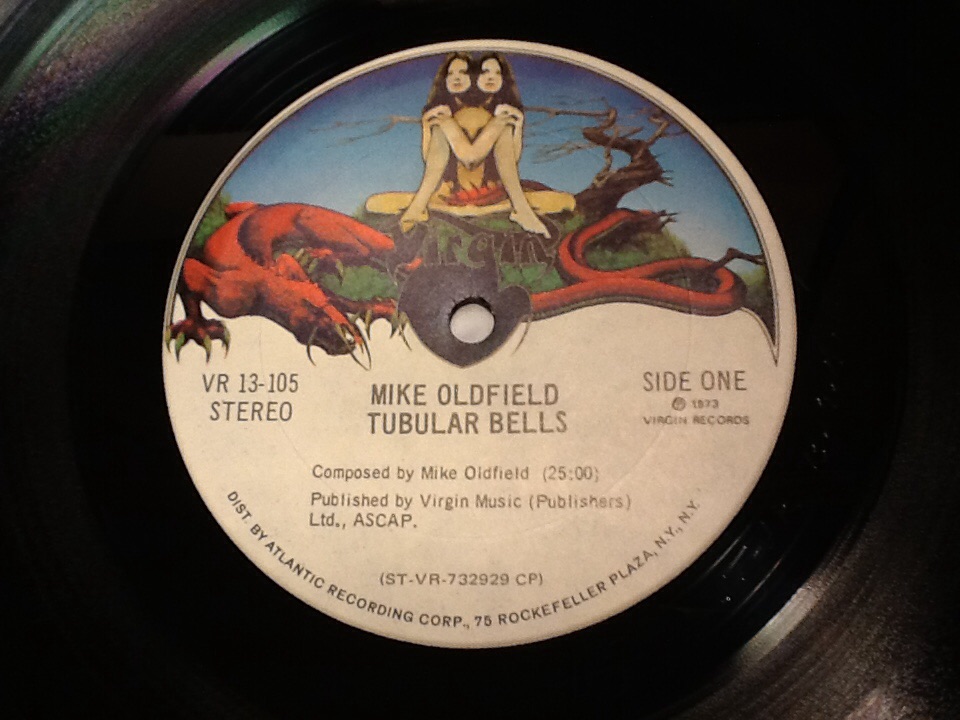 Virgin
VR 13-105
STEREO
MIKE OLDFIELD
TUBULAR BELLS
SIDE ONE
℗ 1973
VIRGIN RECORDS
Composed by Mike Oldfield (25:00)
Published by Virgin Music (Publishers)
Ltd., ASCAP.
(ST-VR-732929 CP)
DIST. BY ATLANTIC RECORDING CORP., 75 ROCKEFELLER PLAZA, N.Y., N.Y.